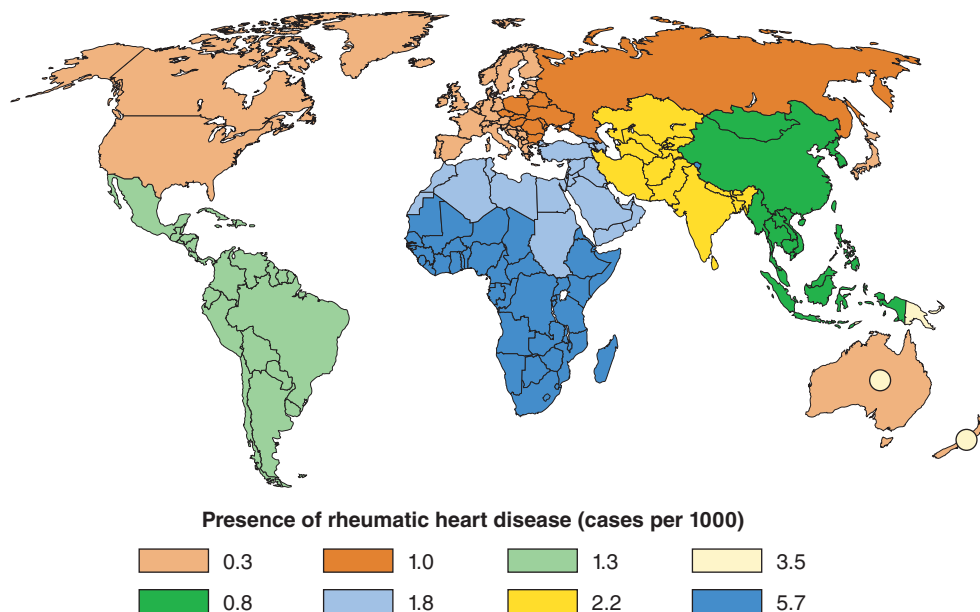 Presence of rheumatic heart disease (cases per 1000)
0.3 1.0 1.3 3.5
0.8 1.8 2.2 5.7